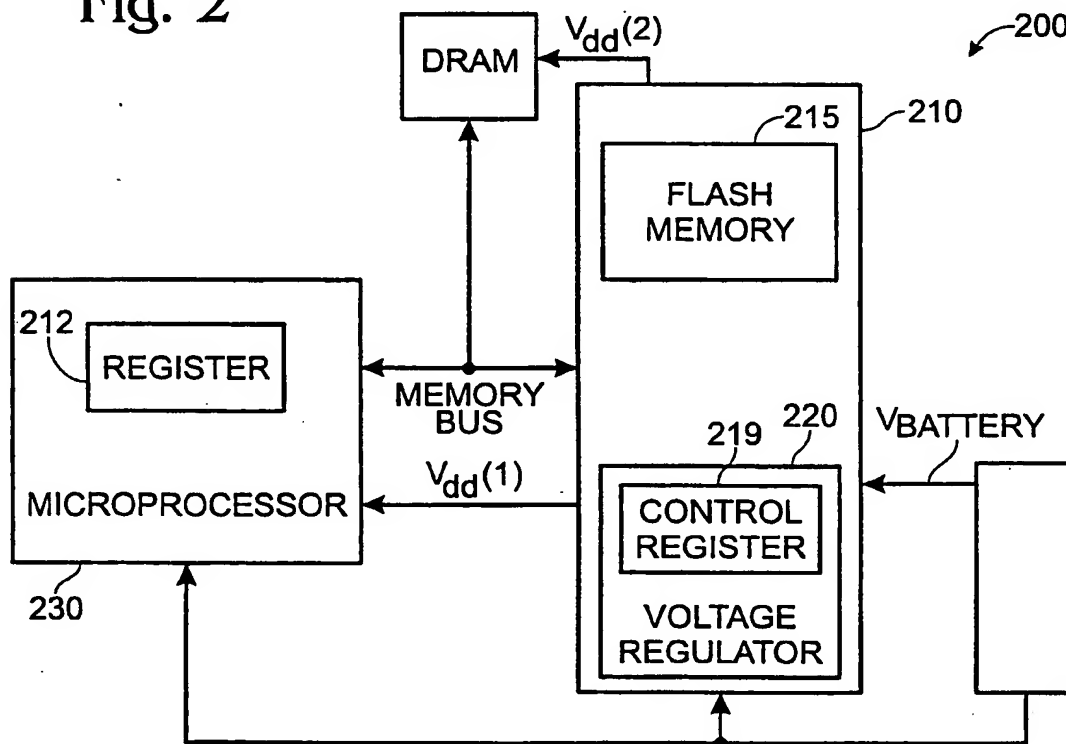 Fig. 2
200
DRAM
Vdd(2)
215
210
FLASH
MEMORY
212
REGISTER
MEMORY
BUS
219
220
VBATTERY
Vdd(1)
MICROPROCESSOR
CONTROL
REGISTER
230
VOLTAGE
REGULATOR